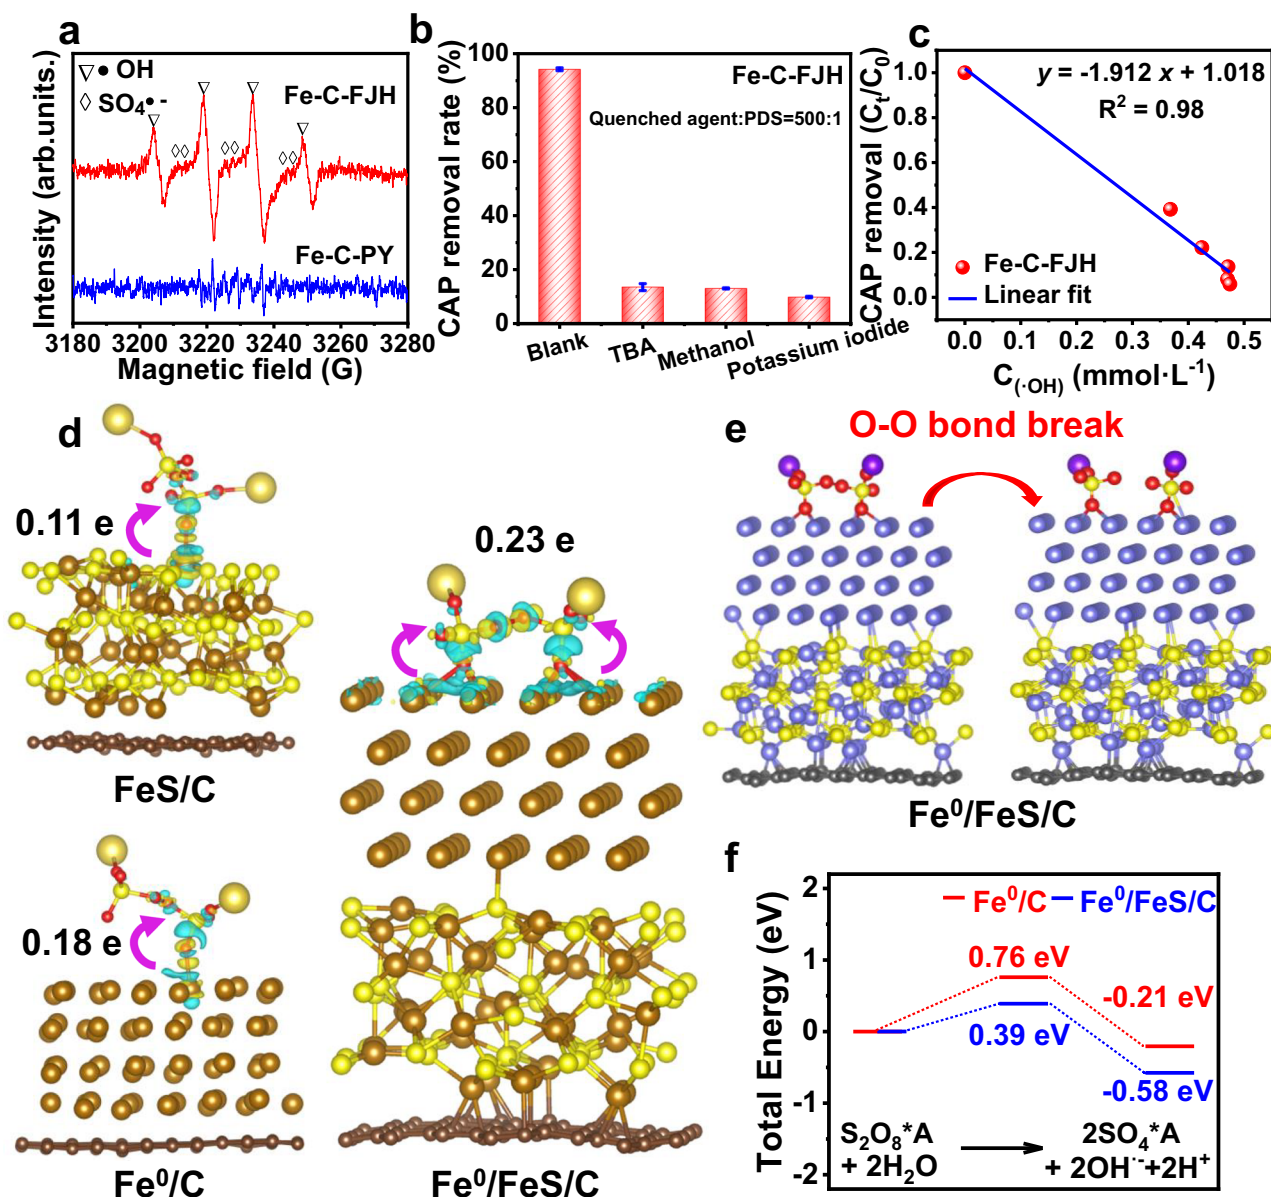 a
▽ • OH
◇ SO₄•-
Fe-C-FJH
Fe-C-PY
Intensity (arb.units.)
3180 3200 3220 3240 3260 3280
Magnetic field (G)
b
Fe-C-FJH
Quenched agent:PDS=500:1
CAP removal rate (%)
100
80
60
40
20
0
Blank
TBA
Methanol
Potassium iodide
c
y = -1.912 x + 1.018
R² = 0.98
CAP removal (Cₜ/C₀)
1.0
0.8
0.6
0.4
0.2
0.0
Fe-C-FJH
Linear fit
0.0 0.1 0.2 0.3 0.4 0.5
C(·OH) (mmol·L⁻¹)
d
0.11 e
FeS/C
0.18 e
Fe⁰/C
0.23 e
Fe⁰/FeS/C
e
O-O bond break
Fe⁰/FeS/C
f
Total Energy (eV)
2
1
0
-1
-2
Fe⁰/C
Fe⁰/FeS/C
0.76 eV
-0.21 eV
0.39 eV
-0.58 eV
S₂O₈*A
+ 2H₂O
2SO₄*A
+ 2OH·-+2H⁺